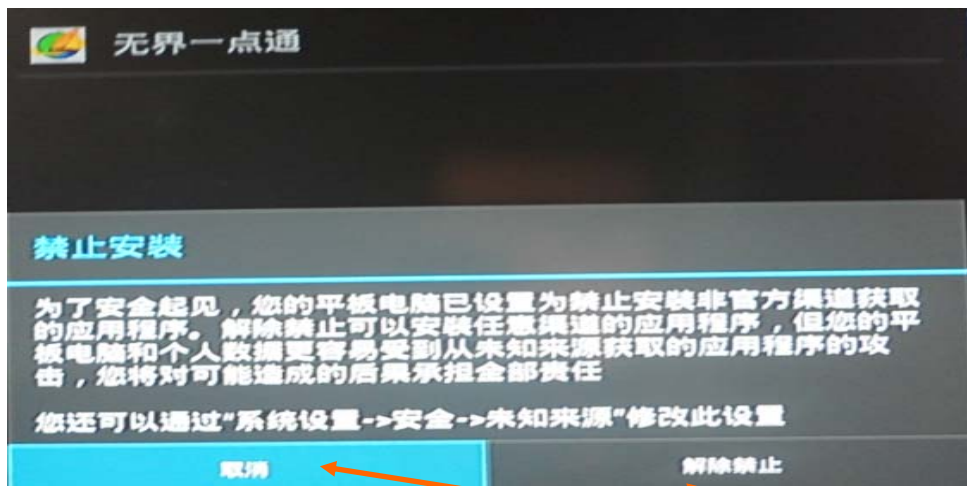 无界一点通
禁止安装
为了安全起见，您的平板电脑已设置为禁止安装非官方渠道获取
的应用程序。解除禁止可以安装任意渠道的应用程序，但您的平
板电脑和个人数据更容易受到从未知来源获取的应用程序的攻
击，您将对可能造成的后果承担全部责任
您还可以通过“系统设置->安全->未知来源”修改此设置
取消
解除禁止